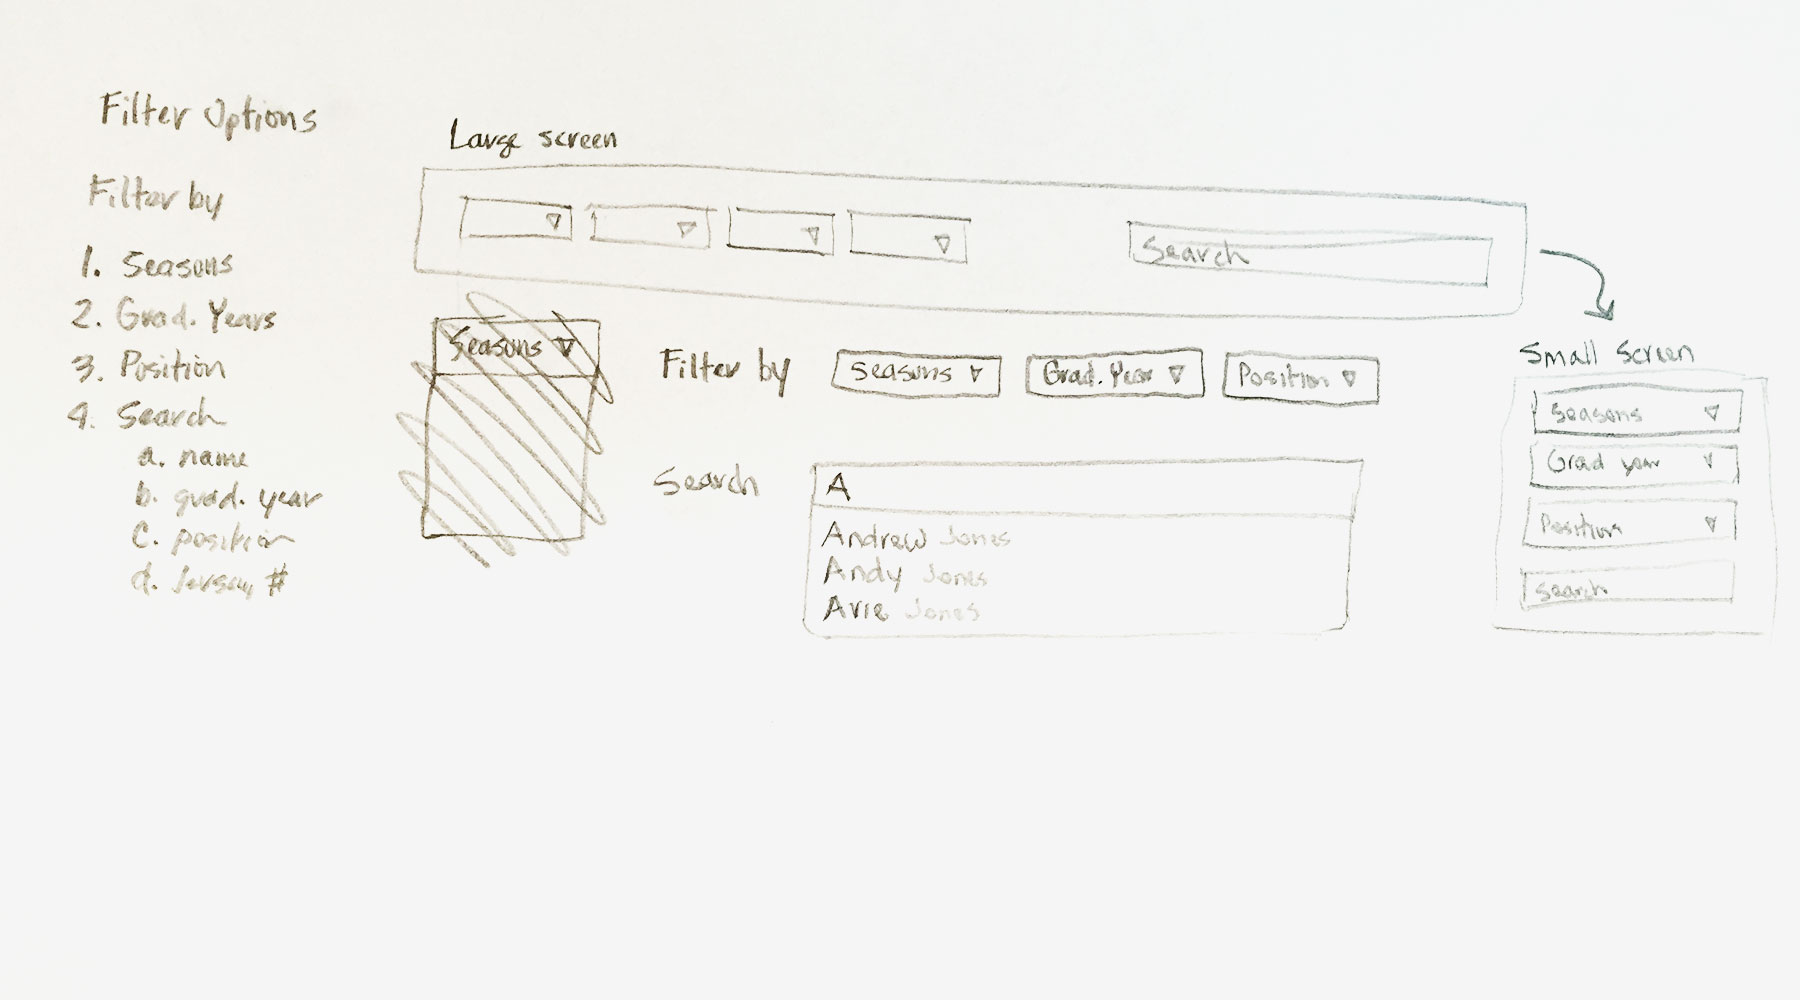 Filter Options
Filter by
1. Seasons
2. Grad. Years
3. Position
4. Search
a. name
b. grad. year
c. position
d. Jersey #
Large screen
Search
Seasons
Filter by
Seasons
Grad. Year
Position
Search
A
Andrew Jones
Andy Jones
Arie Jones
Small Screen
Seasons
Grad year
Position
Search